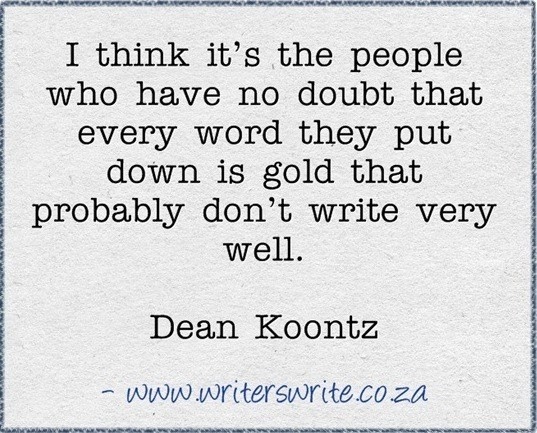 I think it's the people
who have no doubt that
every word they put
down is gold that
probably don't write very
well.
Dean Koontz
- www.writerswrite.co.za